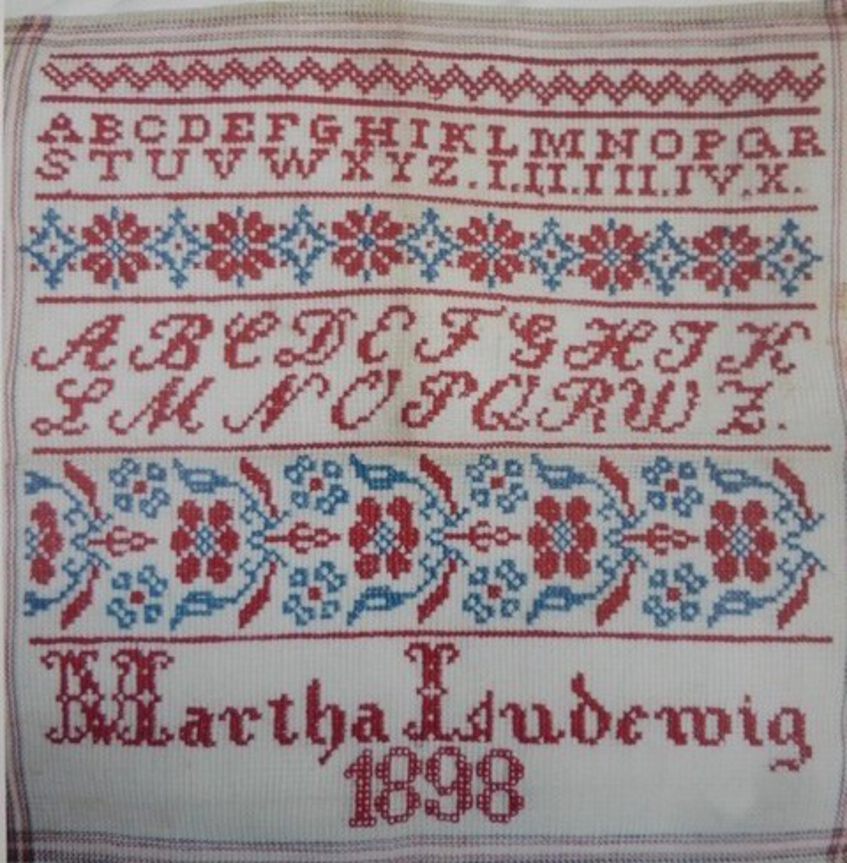 ABCDEFGHIKLMNOPQR
STUVWXYZ.I.II.III.IV.X.
ABCDEFGHIK
LMNOPQRWZ.
Martha Ludewig
1898